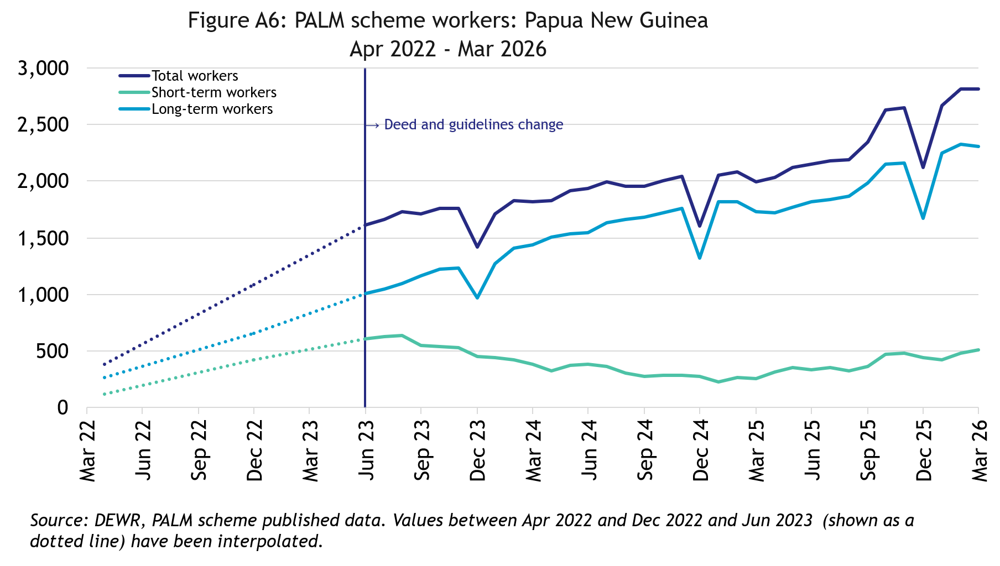 Figure A6: PALM scheme workers: Papua New Guinea
Apr 2022 - Mar 2026
3,000
2,500
2,000
1,500
1,000
500
0
Total workers
Short-term workers
Long-term workers
→ Deed and guidelines change
Mar 22
Jun 22
Sep 22
Dec 22
Mar 23
Jun 23
Sep 23
Dec 23
Mar 24
Jun 24
Sep 24
Dec 24
Mar 25
Jun 25
Sep 25
Dec 25
Mar 26
Source: DEWR, PALM scheme published data. Values between Apr 2022 and Dec 2022 and Jun 2023  (shown as a
dotted line) have been interpolated.